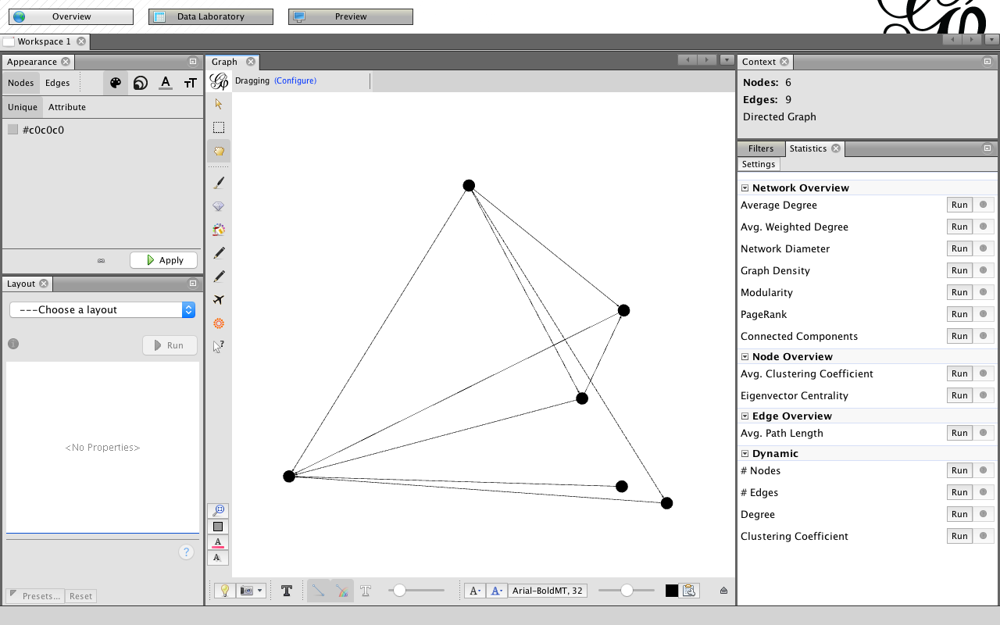 Overview
Data Laboratory
Preview
Workspace 1
Appearance
Nodes
Edges
A
TT
Unique
Attribute
#c0c0c0
Apply
Layout
---Choose a layout
Run
<No Properties>
?
Presets...
Reset
Graph
Dragging (Configure)
?
A
A
T
T
A
A
Arial-BoldMT, 32
Context
Nodes: 6
Edges: 9
Directed Graph
Filters
Statistics
Settings
Network Overview
Average Degree Run
Avg. Weighted Degree Run
Network Diameter Run
Graph Density Run
Modularity Run
PageRank Run
Connected Components Run
Node Overview
Avg. Clustering Coefficient Run
Eigenvector Centrality Run
Edge Overview
Avg. Path Length Run
Dynamic
# Nodes Run
# Edges Run
Degree Run
Clustering Coefficient Run